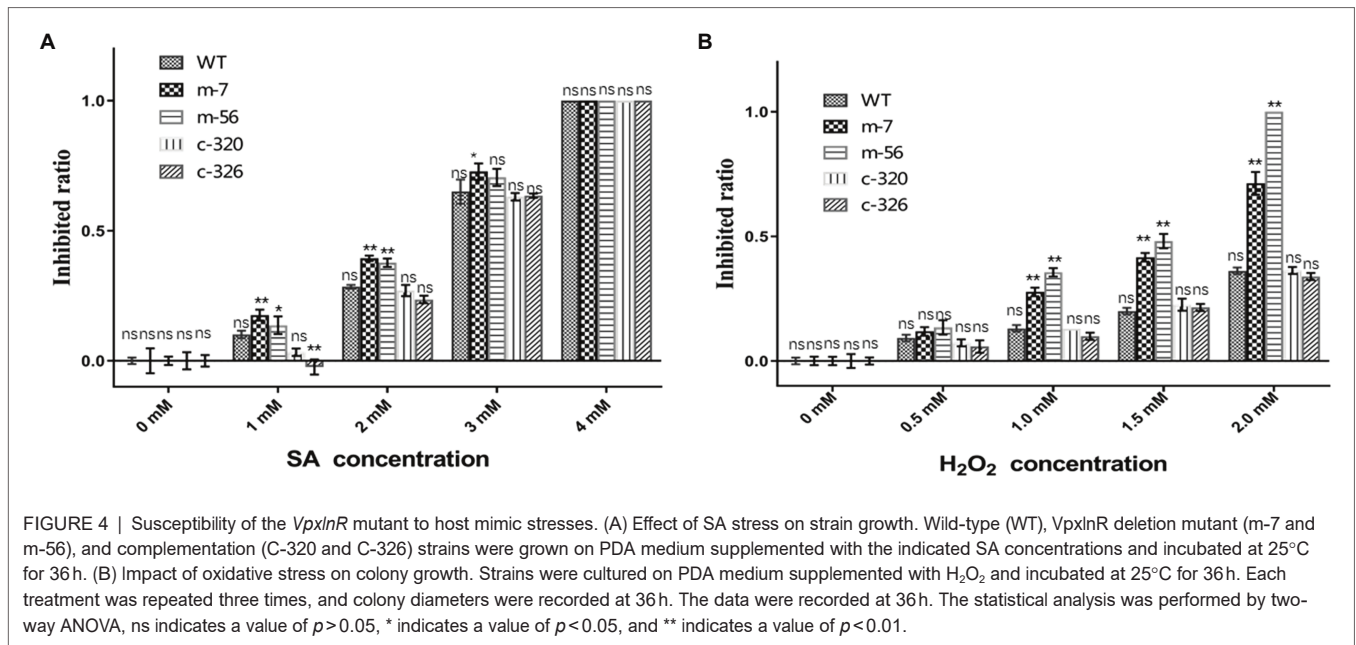 A
WT
m-7
m-56
c-320
c-326
Inhibited ratio
1.0
0.5
0.0
ns ns ns ns ns
ns ** * ns **
ns ** ** ns ns
ns * ns ns ns
ns ns ns ns ns
0 mM
1 mM
2 mM
3 mM
4 mM
SA concentration
B
WT
m-7
m-56
c-320
c-326
Inhibited ratio
1.0
0.5
0.0
ns ns ns ns ns
ns ns ns ns ns
ns ** ** ns ns
ns ** ** ns ns
ns ** ** ns ns
0 mM
0.5 mM
1.0 mM
1.5 mM
2.0 mM
H₂O₂ concentration
FIGURE 4 | Susceptibility of the VpxlnR mutant to host mimic stresses. (A) Effect of SA stress on strain growth. Wild-type (WT), VpxlnR deletion mutant (m-7 and
m-56), and complementation (C-320 and C-326) strains were grown on PDA medium supplemented with the indicated SA concentrations and incubated at 25°C
for 36 h. (B) Impact of oxidative stress on colony growth. Strains were cultured on PDA medium supplemented with H₂O₂ and incubated at 25°C for 36 h. Each
treatment was repeated three times, and colony diameters were recorded at 36 h. The data were recorded at 36 h. The statistical analysis was performed by two-
way ANOVA, ns indicates a value of p > 0.05, * indicates a value of p < 0.05, and ** indicates a value of p < 0.01.